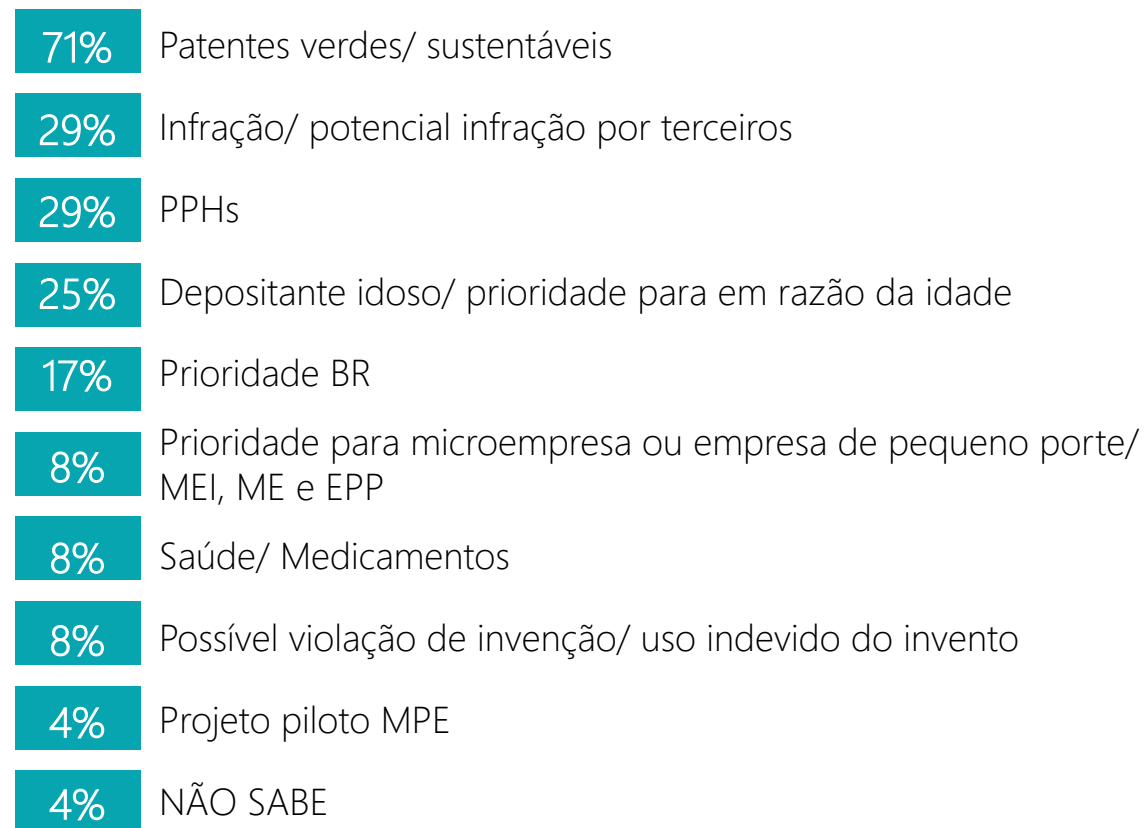 71% Patentes verdes/ sustentáveis
29% Infração/ potencial infração por terceiros
29% PPHs
25% Depositante idoso/ prioridade para em razão da idade
17% Prioridade BR
8% Prioridade para microempresa ou empresa de pequeno porte/
MEI, ME e EPP
8% Saúde/ Medicamentos
8% Possível violação de invenção/ uso indevido do invento
4% Projeto piloto MPE
4% NÃO SABE